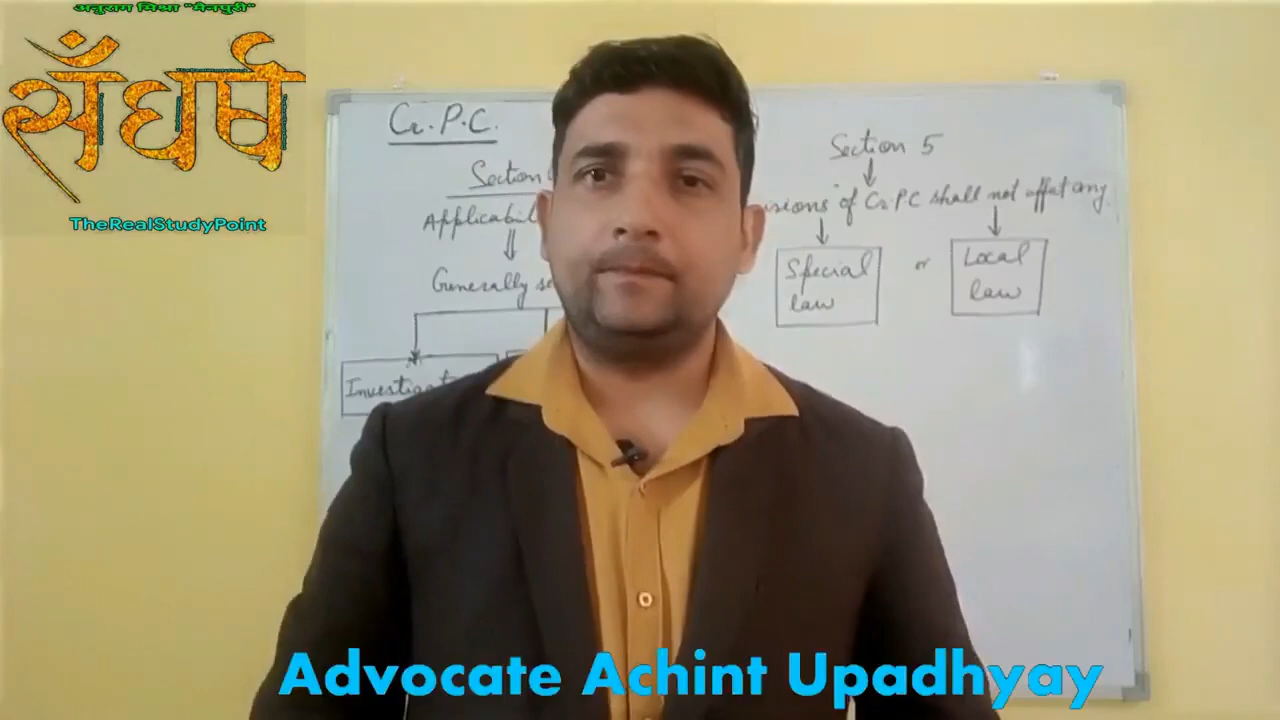 अनुराग मिश्रा "मैनपुरी"
सँघर्ष
TheRealStudyPoint
Cr.P.C.
Section
Applicabil
Generally
Investigat
Section 5
visions of Cr.P.C shall not affect any
Special
law
or
Local
law
Advocate Achint Upadhyay